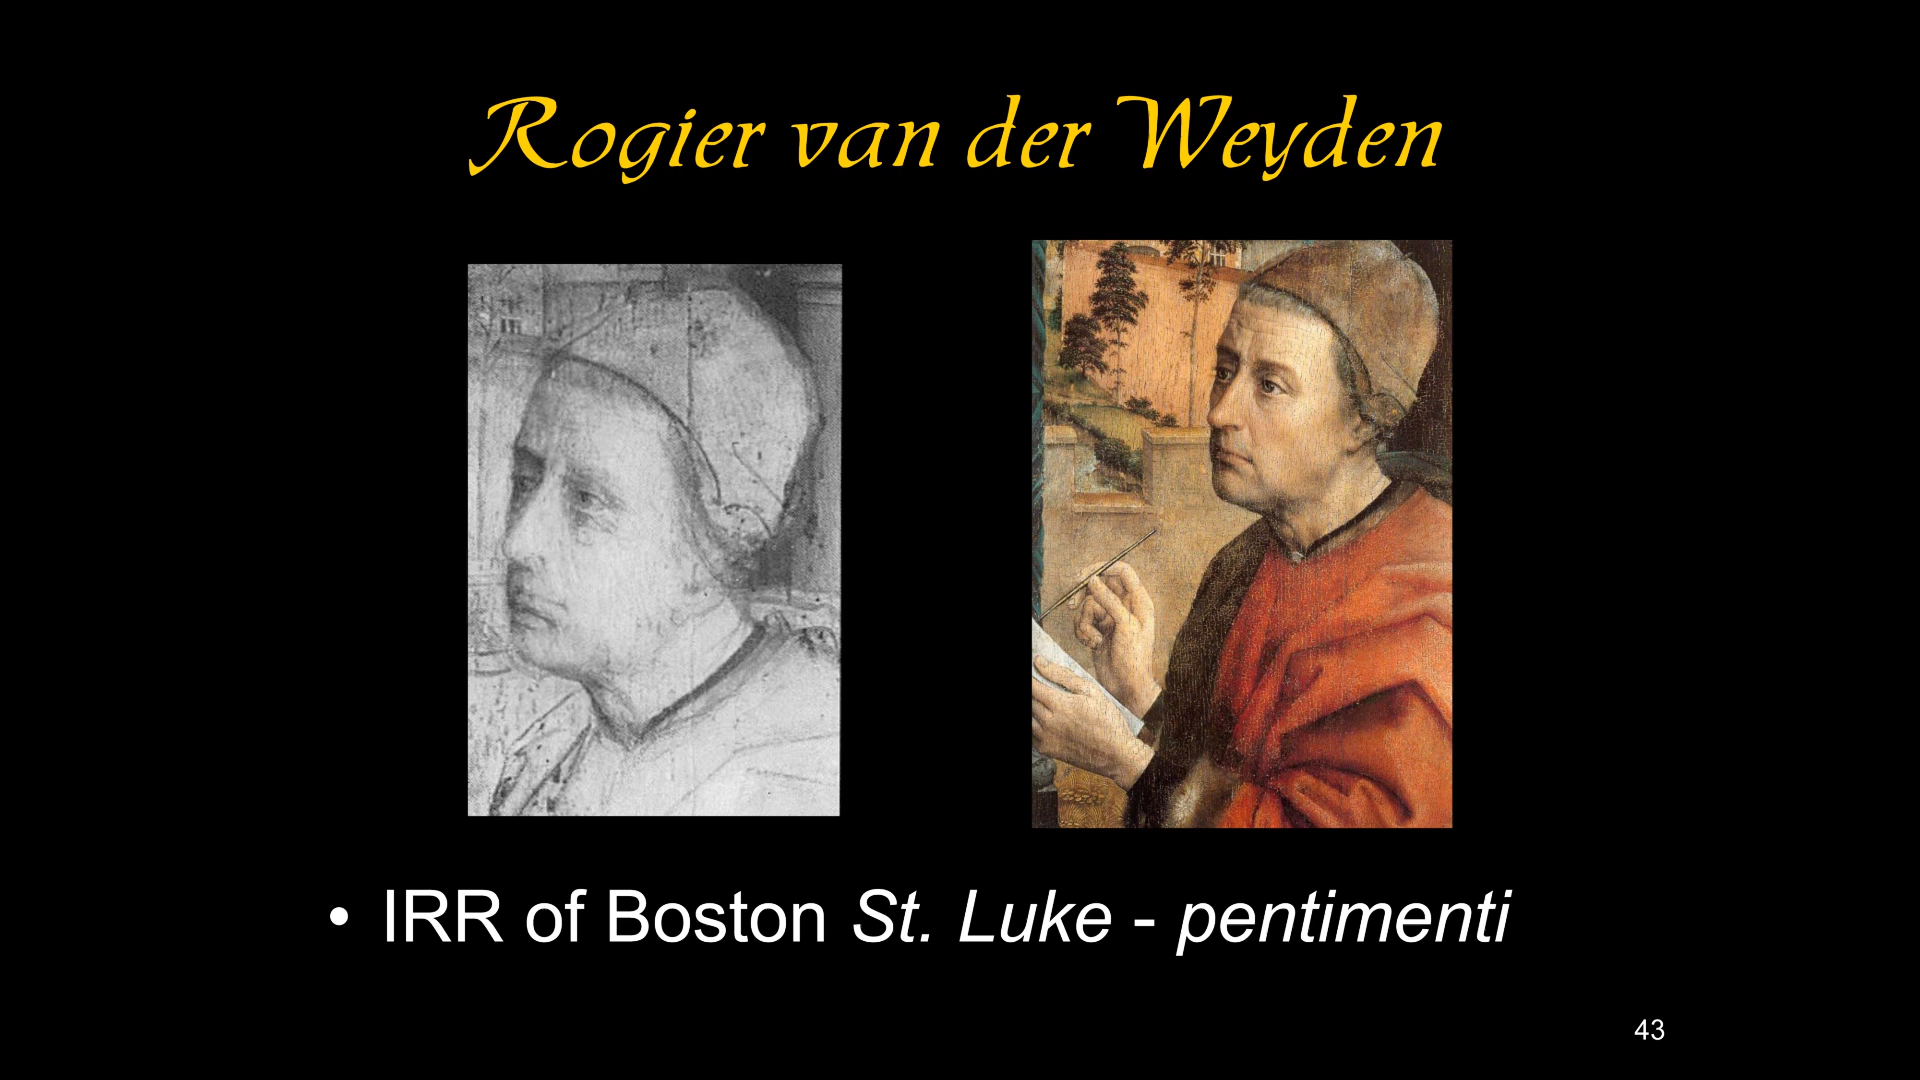 Rogier van der Weyden
• IRR of Boston St. Luke - pentimenti
43